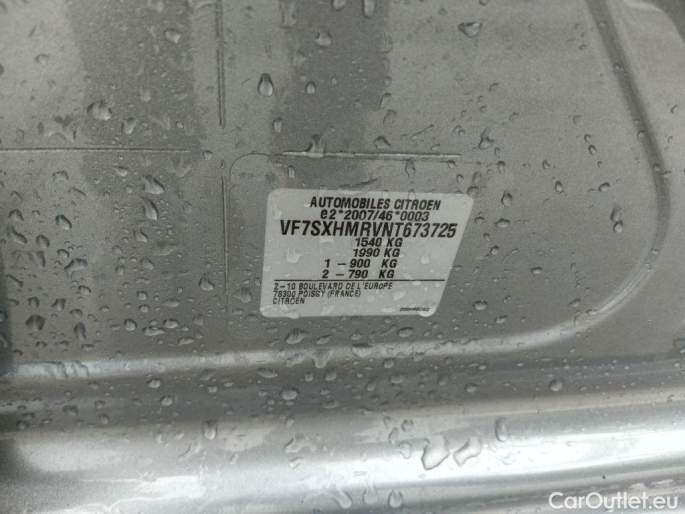 AUTOMOBILES CITROEN
e2*2007/46*0003
VF7SXHMRVNT673725
1540 KG
1990 KG
1 - 900 KG
2 - 790 KG
2-10 BOULEVARD DE L'EUROPE
78300 POISSY (FRANCE)
CITROEN
CarOutlet.eu